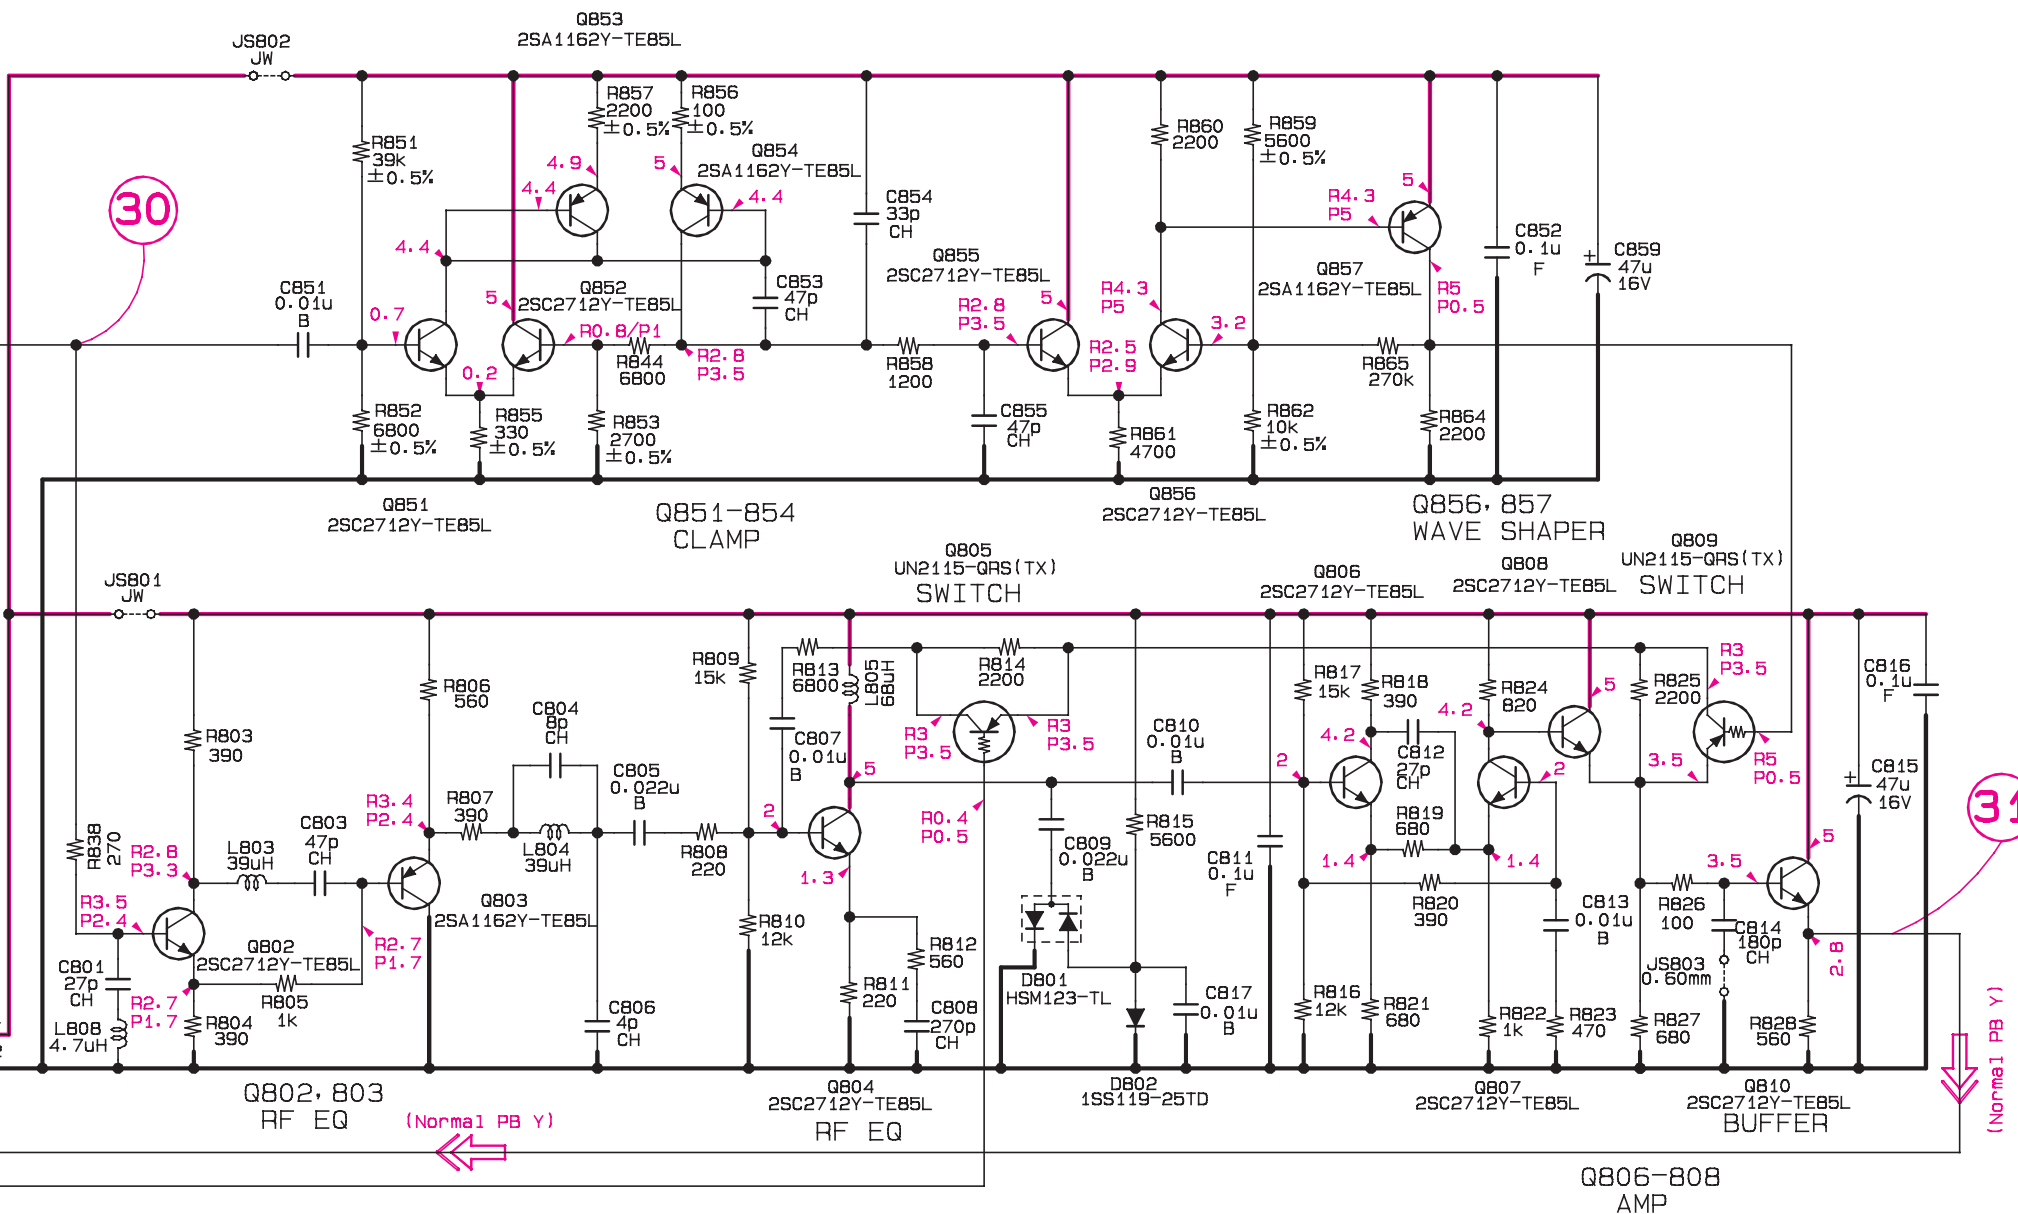 Q853
2SA1162Y-TE85L
JS802
JW
R857
2200
±0.5%
R856
100
±0.5%
R851
39k
±0.5%
4.9
4.4
5
Q854
2SA1162Y-TE85L
4.4
R860
2200
R859
5600
±0.5%
30
C854
33p
CH
R4.3
P5
5
C852
0.1u
F
+
C859
47u
16V
4.4
C851
0.01u
B
0.7
5
Q852
2SC2712Y-TE85L
C853
47p
CH
Q855
2SC2712Y-TE85L
R2.8
P3.5
5
R4.3
P5
Q857
2SA1162Y-TE85L
R5
P0.5
R0.8/P1
3.2
R844
6800
R2.8
P3.5
R858
1200
R2.5
P2.9
R865
270k
0.2
R852
6800
±0.5%
R855
330
±0.5%
R853
2700
±0.5%
C855
47p
CH
R861
4700
R862
10k
±0.5%
R864
2200
Q851
2SC2712Y-TE85L
Q851-854
CLAMP
Q856
2SC2712Y-TE85L
Q856,857
WAVE SHAPER
Q805
UN2115-QRS(TX)
SWITCH
Q806
2SC2712Y-TE85L
Q808
2SC2712Y-TE85L
Q809
UN2115-QRS(TX)
SWITCH
JS801
JW
R809
15k
R813
6800
L805
68uH
R814
2200
R817
15k
R818
390
R824
820
5
R825
2200
R3
P3.5
C816
0.1u
F
R806
560
C804
8p
CH
R803
390
C807
0.01u
B
R3
P3.5
R3
P3.5
C810
0.01u
B
4.2
4.2
C812
27p
CH
3.5
R5
P0.5
+
C815
47u
16V
31
C805
0.022u
B
5
2
2
R3.4
P2.4
R807
390
2
R0.4
P0.5
R815
5600
R819
680
R838
270
L803
39uH
C803
47p
CH
L804
39uH
R808
220
C809
0.022u
B
C811
0.1u
F
1.4
1.4
5
R2.8
P3.3
1.3
3.5
R3.5
P2.4
Q803
2SA1162Y-TE85L
R820
390
C813
0.01u
B
R826
100
R810
12k
C814
180p
CH
Q802
2SC2712Y-TE85L
R2.7
P1.7
R812
560
2.8
C801
27p
CH
JS803
0.60mm
D801
HSM123-TL
R811
220
R805
1k
R2.7
P1.7
C817
0.01u
B
R816
12k
R821
680
R822
1k
R823
470
R827
680
R828
560
L808
4.7uH
R804
390
C806
4p
CH
C808
270p
CH
(Normal PB Y)
Q802,803
RF EQ
(Normal PB Y)
Q804
2SC2712Y-TE85L
RF EQ
D802
1SS119-25TD
Q807
2SC2712Y-TE85L
Q810
2SC2712Y-TE85L
BUFFER
Q806-808
AMP